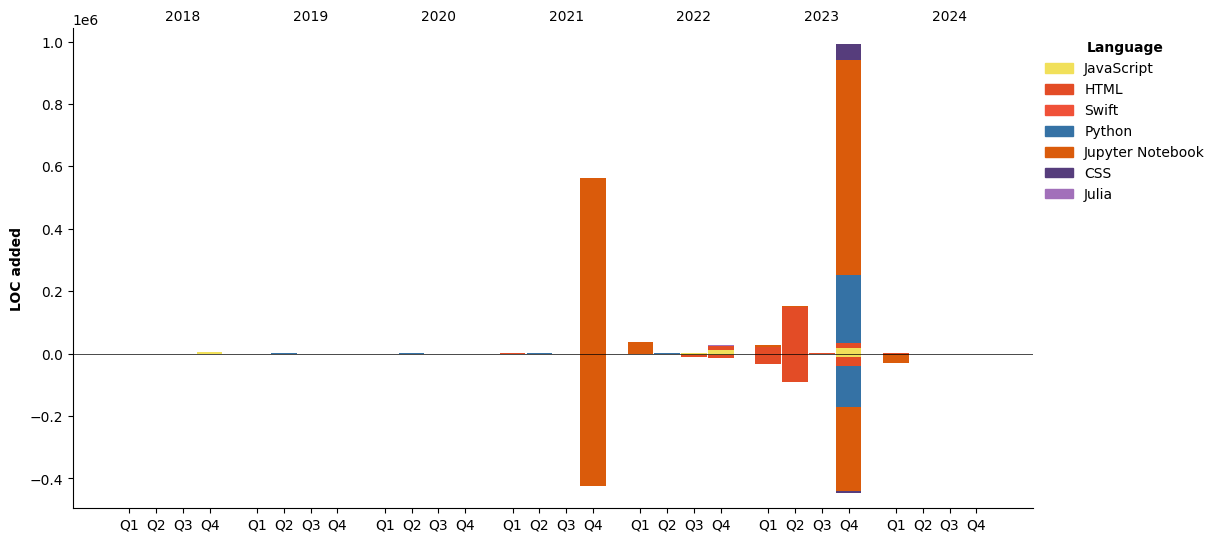 1e6
2018 2019 2020 2021 2022 2023 2024
1.0
0.8
0.6
0.4
0.2
0.0
−0.2
−0.4
LOC added
Q1 Q2 Q3 Q4 Q1 Q2 Q3 Q4 Q1 Q2 Q3 Q4 Q1 Q2 Q3 Q4 Q1 Q2 Q3 Q4 Q1 Q2 Q3 Q4 Q1 Q2 Q3 Q4
Language
JavaScript
HTML
Swift
Python
Jupyter Notebook
CSS
Julia